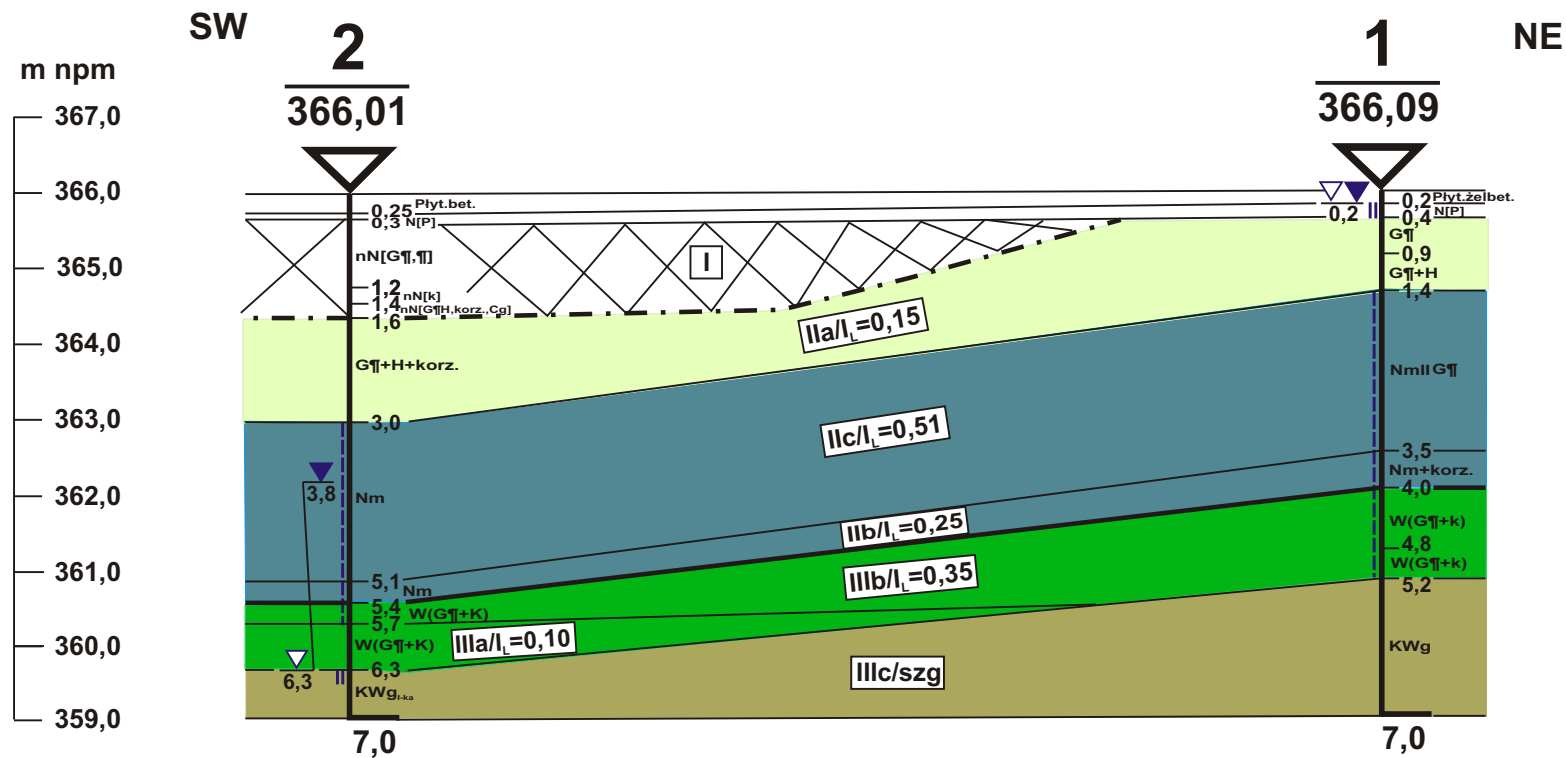 SW
2
1
NE
m npm
366,01
366,09
367,0
366,0
365,0
364,0
363,0
362,0
361,0
360,0
359,0
0,25 Płyt.bet.
0,3 N[P]
nN[G¶,¶]
1,2 nN[k]
1,4 nN[G¶H,korz.,Cg]
1,6
G¶+H+korz.
3,0
Nm
3,8
5,1 Nm
5,4 W(G¶+K)
5,7
W(G¶+K)
6,3
6,3
KWgł-ka
7,0
I
IIa/IL=0,15
IIc/IL=0,51
IIb/IL=0,25
IIIb/IL=0,35
IIIa/IL=0,10
IIIc/szg
0,2
0,2 Płyt.żelbet.
0,4 N[P]
G¶
0,9
G¶+H
1,4
NmII G¶
3,5
Nm+korz.
4,0
W(G¶+k)
4,8
W(G¶+k)
5,2
KWg
7,0